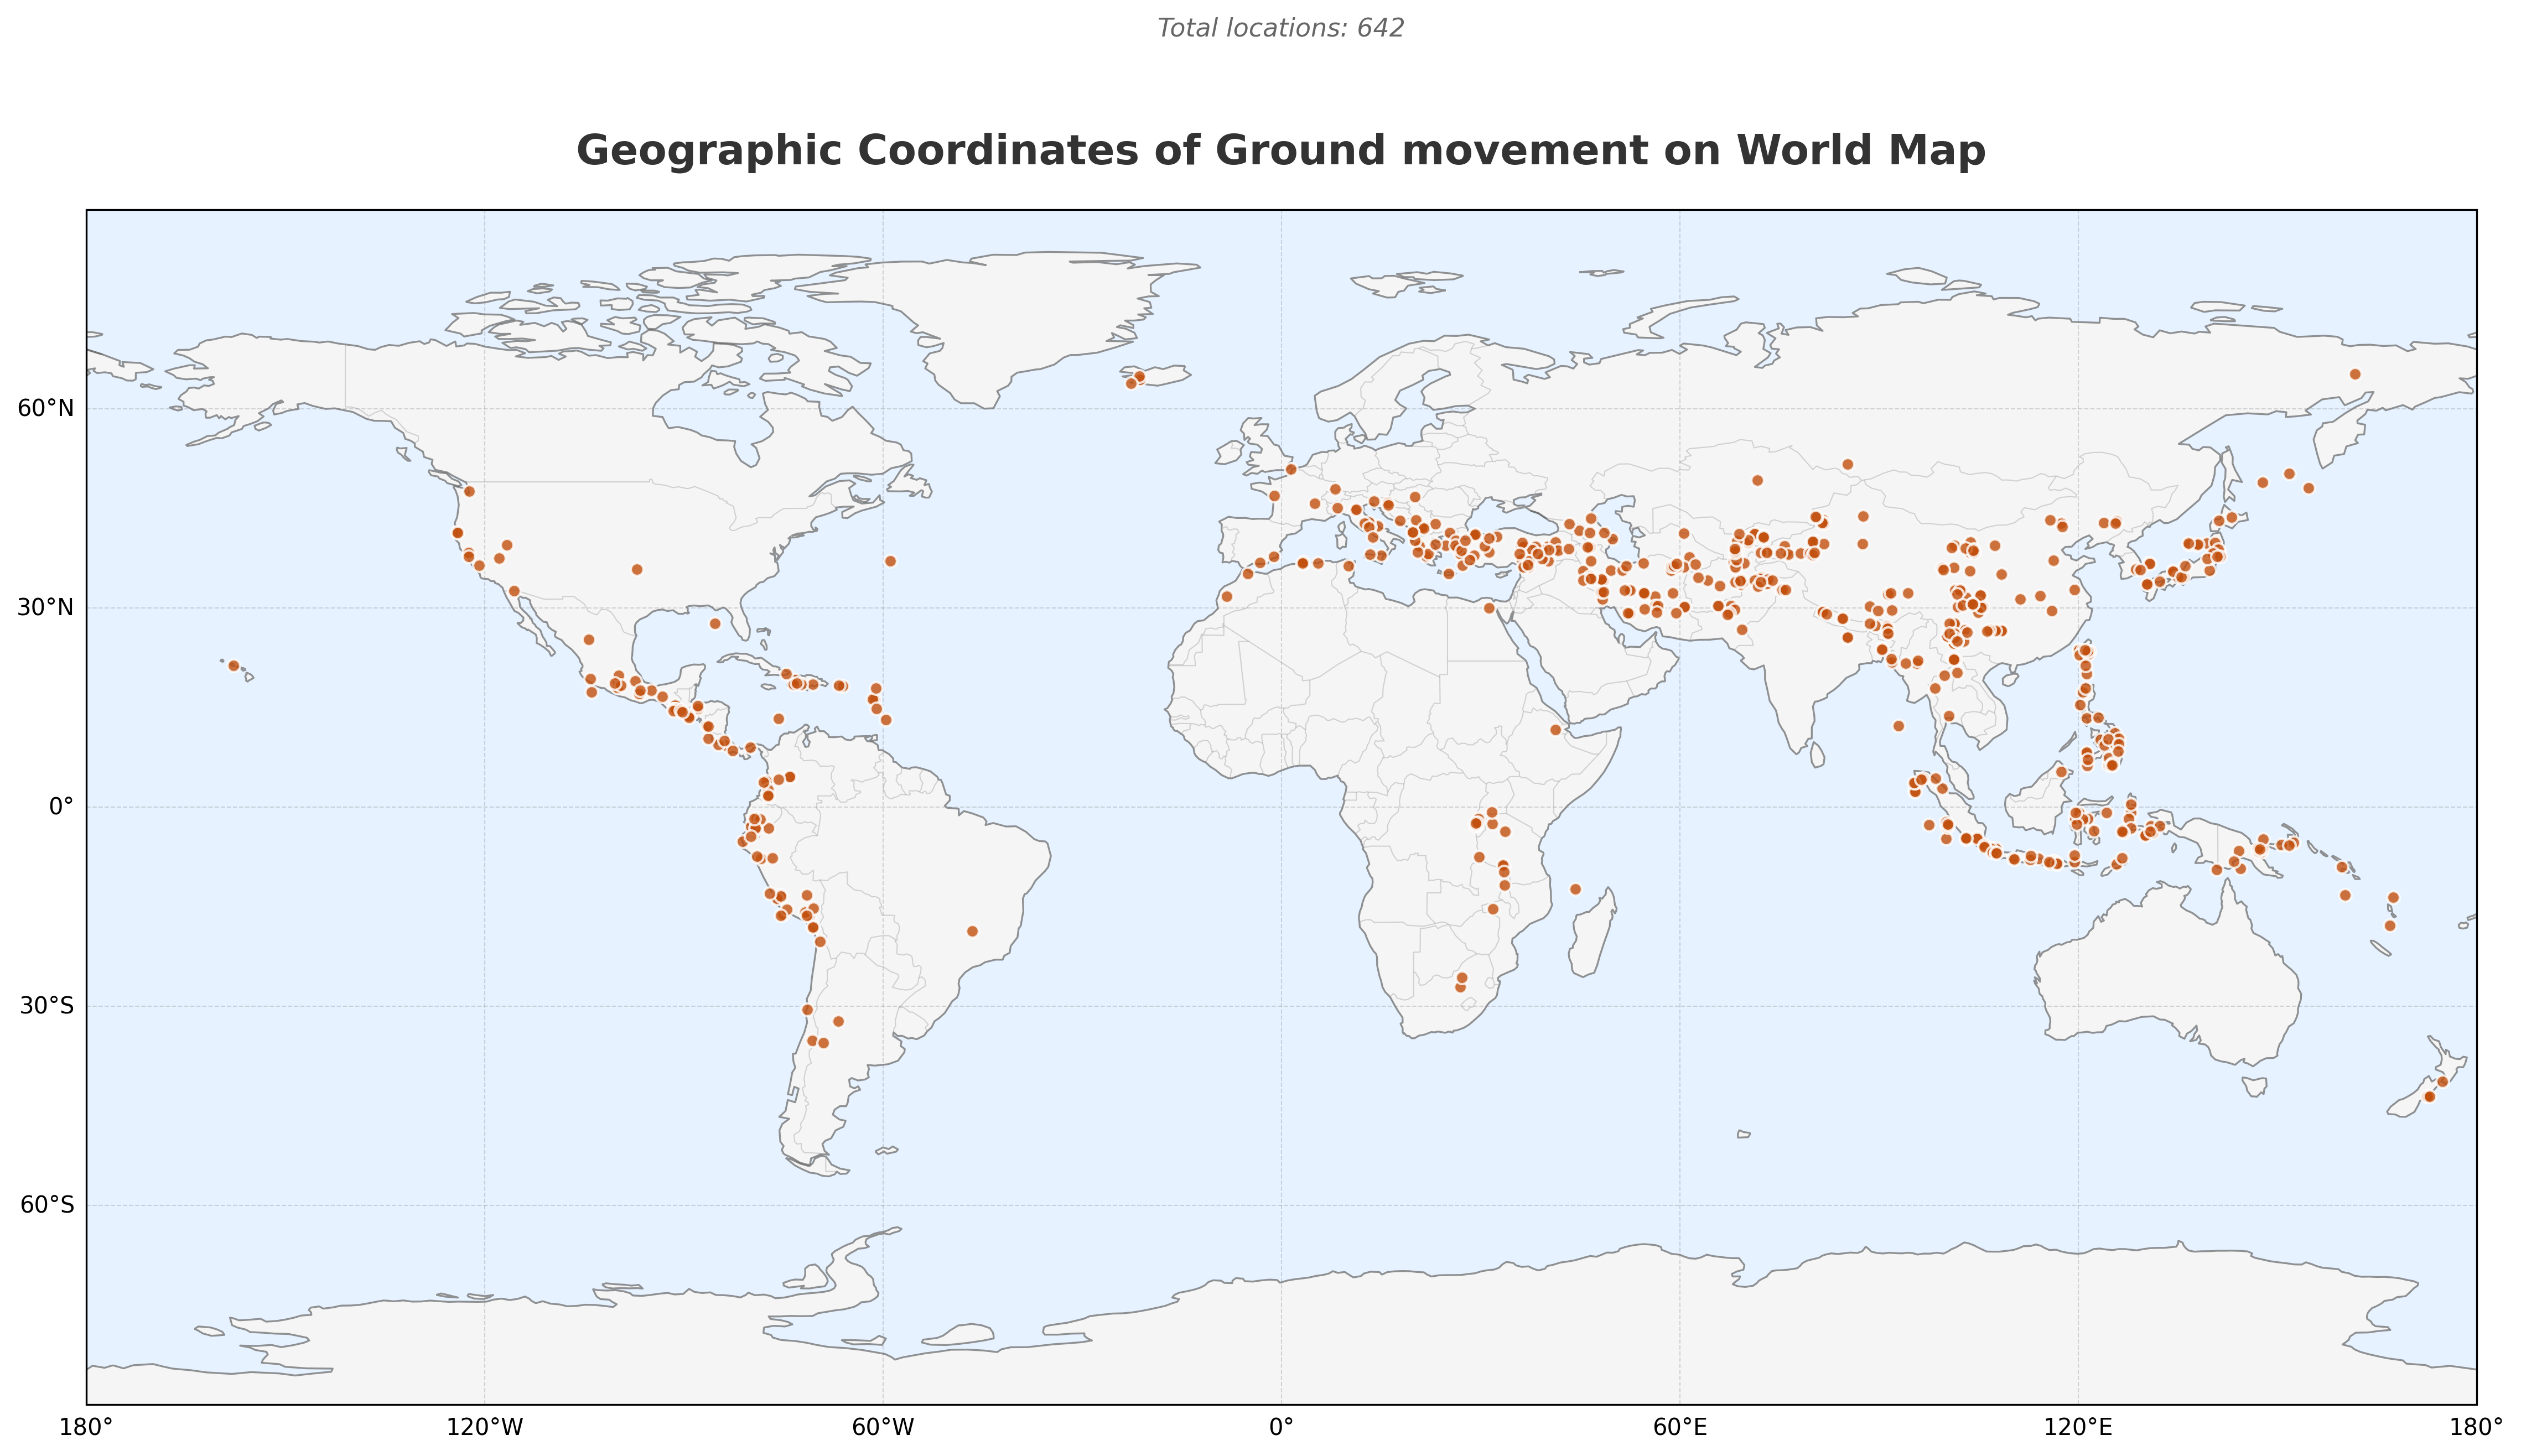 Total locations: 642
Geographic Coordinates of Ground movement on World Map
60°N
30°N
0°
30°S
60°S
180°
120°W
60°W
0°
60°E
120°E
180°